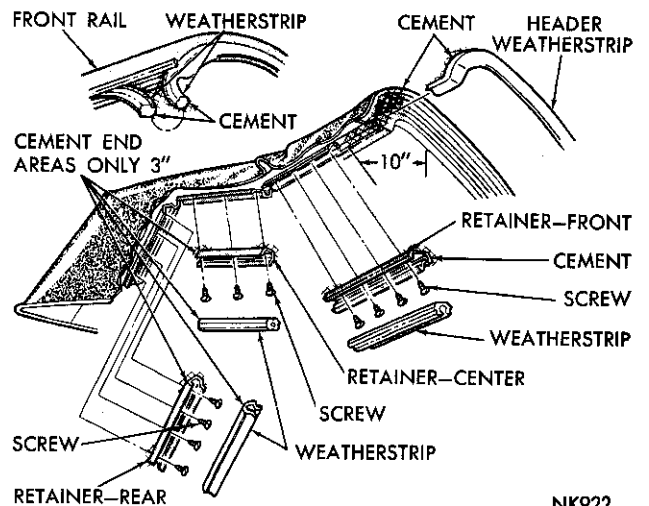 FRONT RAIL
WEATHERSTRIP
CEMENT
HEADER
WEATHERSTRIP
CEMENT
CEMENT END
AREAS ONLY 3"
10"
RETAINER–FRONT
CEMENT
SCREW
WEATHERSTRIP
RETAINER–CENTER
SCREW
SCREW
WEATHERSTRIP
RETAINER–REAR
NK922